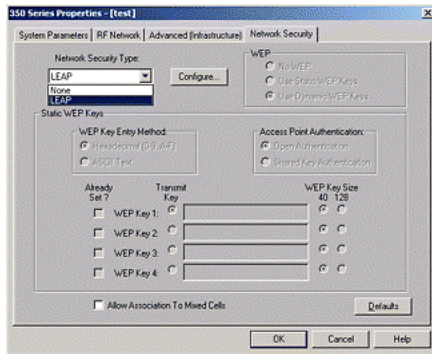 350 Series Properties - [test]
System Parameters RF Network Advanced (Infrastructure) Network Security
Network Security Type:
LEAP
None
LEAP
Configure...
WEP
No WEP
Use Static WEP Keys
Use Dynamic WEP Keys
Static WEP Keys
WEP Key Entry Method:
Hexadecimal (0-9, A-F)
ASCII Text
Access Point Authentication:
Open Authentication
Shared Key Authentication
Already Set ? Transmit Key WEP Key Size
40 128
WEP Key 1:
WEP Key 2:
WEP Key 3:
WEP Key 4:
Allow Association To Mixed Cells
Defaults
OK Cancel Help